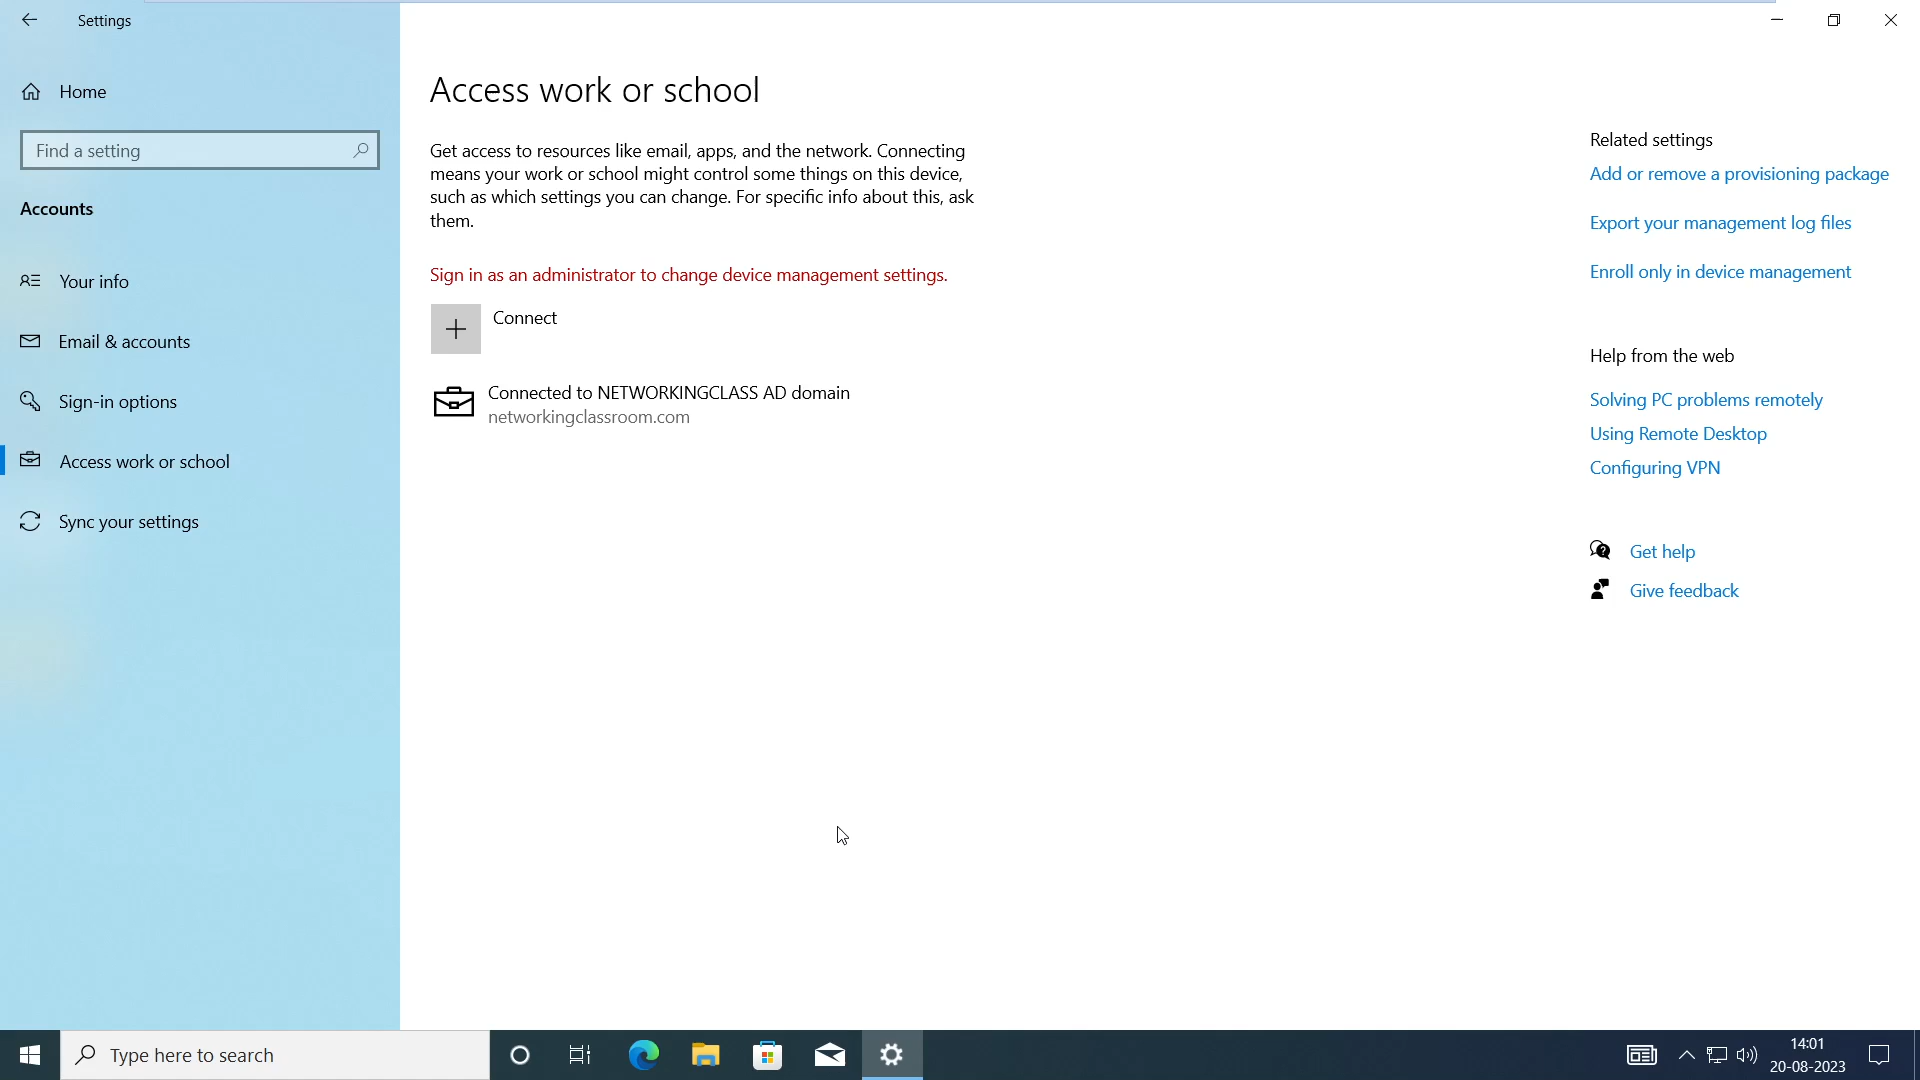 Settings
Home
Find a setting
Accounts
Your info
Email & accounts
Sign-in options
Access work or school
Sync your settings
Access work or school
Get access to resources like email, apps, and the network. Connecting
means your work or school might control some things on this device,
such as which settings you can change. For specific info about this, ask
them.
Sign in as an administrator to change device management settings.
Connect
Connected to NETWORKINGCLASS AD domain
networkingclassroom.com
Related settings
Add or remove a provisioning package
Export your management log files
Enroll only in device management
Help from the web
Solving PC problems remotely
Using Remote Desktop
Configuring VPN
Get help
Give feedback
Type here to search
14:01
20-08-2023